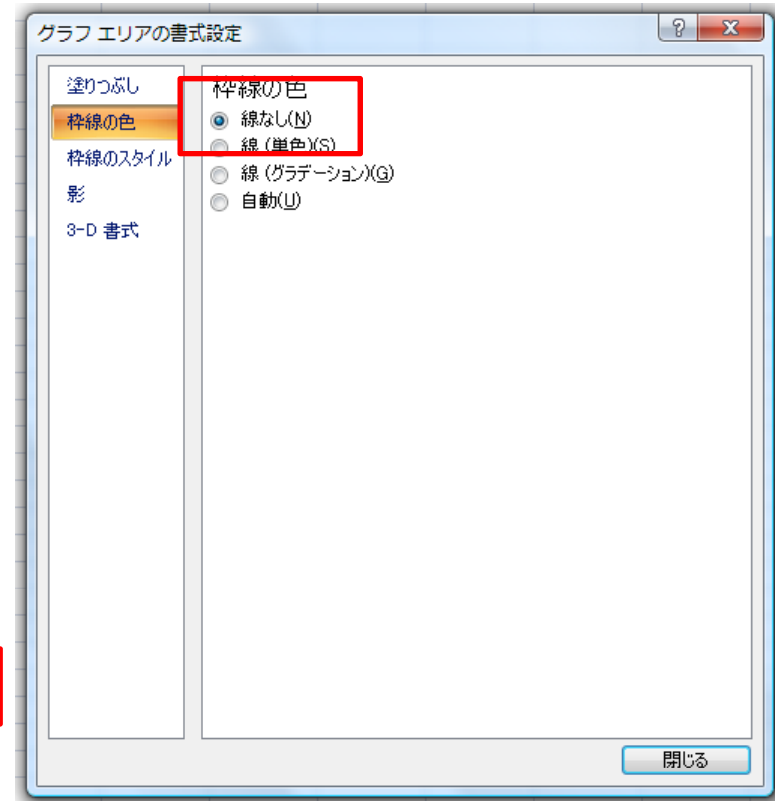 グラフ エリアの書式設定
塗りつぶし
枠線の色
枠線のスタイル
影
3-D 書式
枠線の色
線なし(N)
線 (単色)(S)
線 (グラデーション)(G)
自動(U)
閉じる